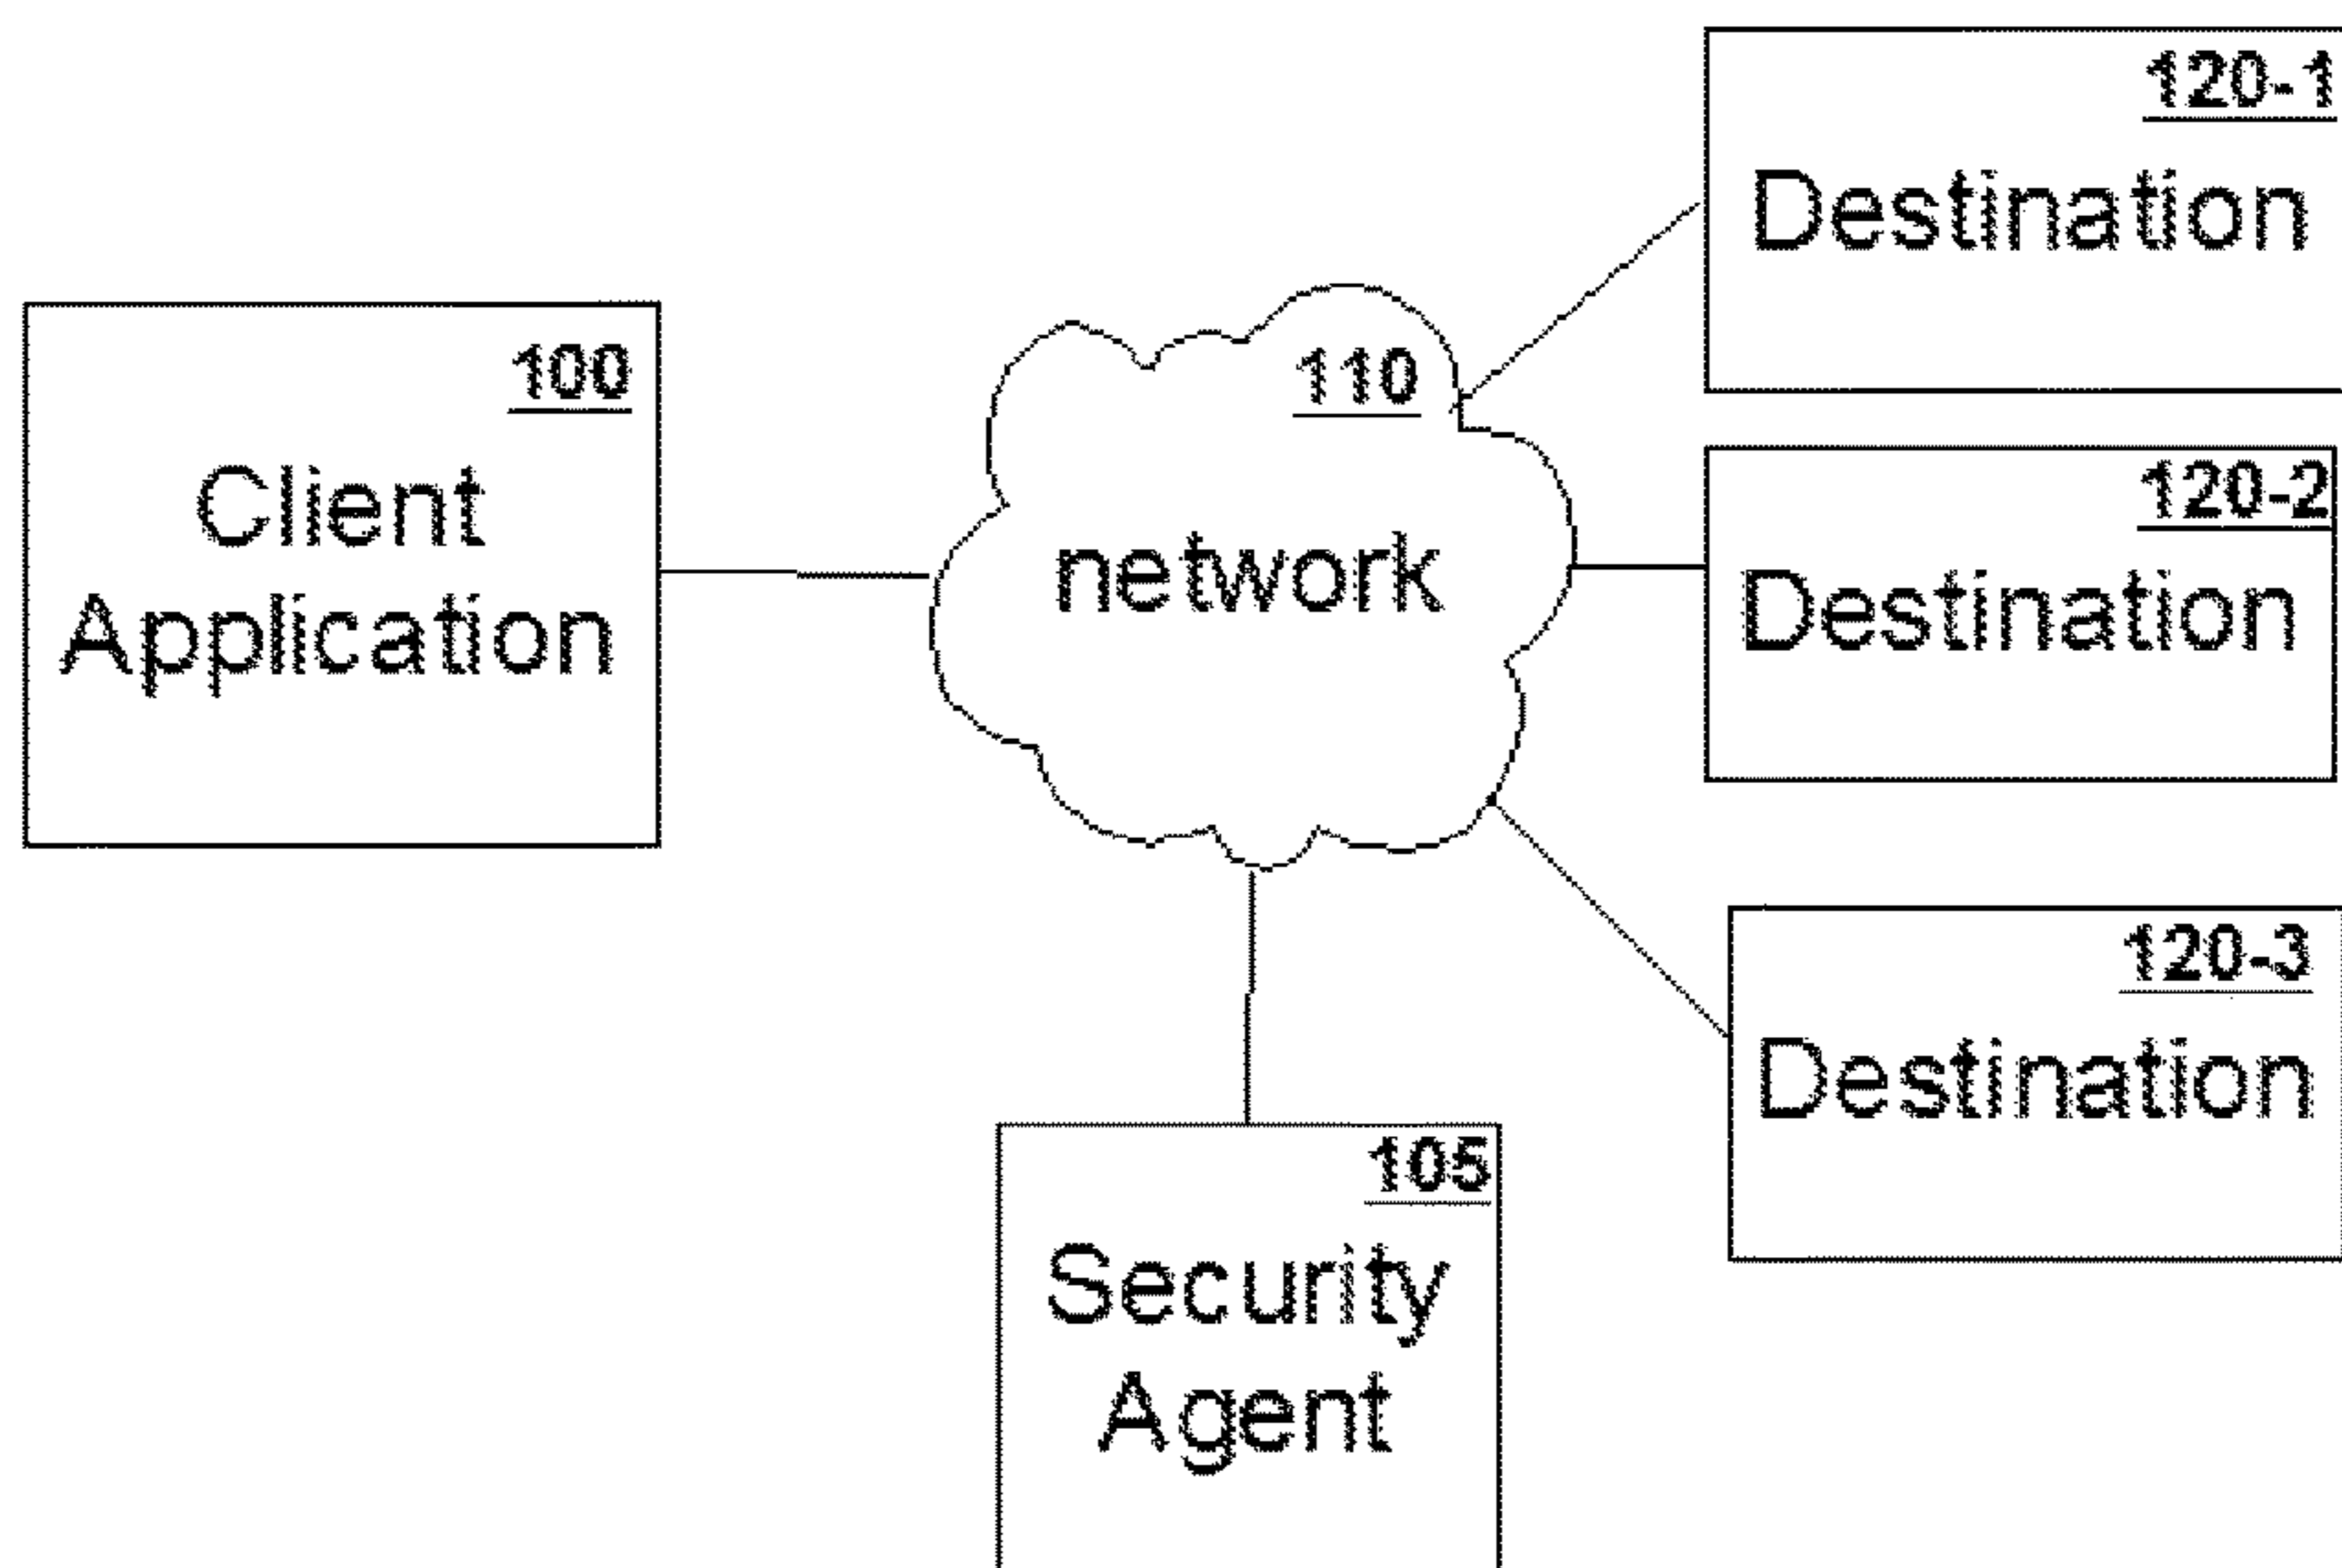 100
Client
Application
110
network
120-1
Destination
120-2
Destination
120-3
Destination
105
Security
Agent